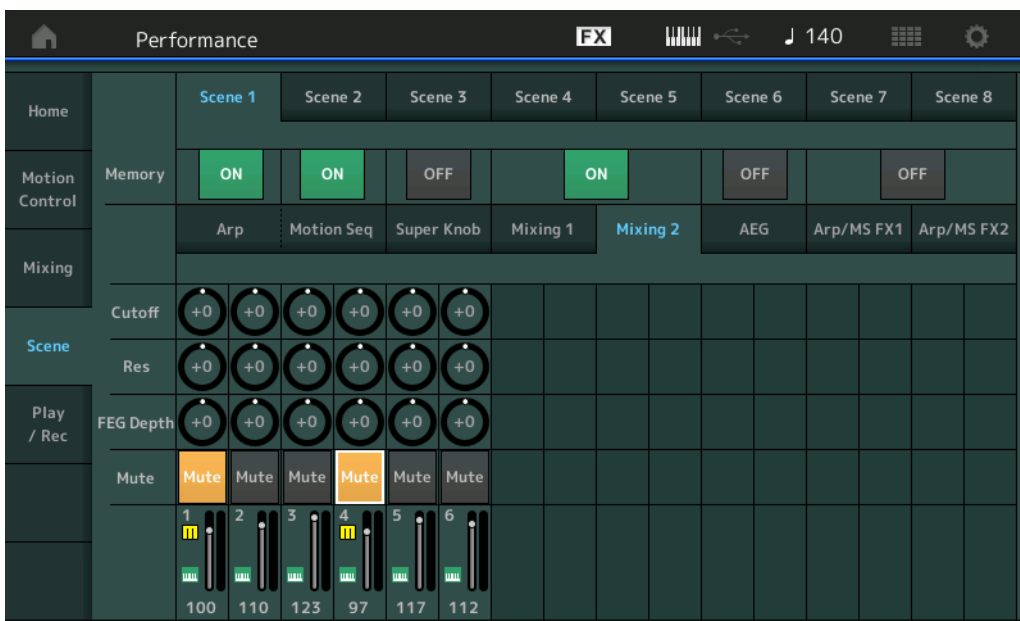 Performance FX 140
Scene 1 Scene 2 Scene 3 Scene 4 Scene 5 Scene 6 Scene 7 Scene 8
Home
Memory ON ON OFF ON OFF OFF
Motion
Control
Arp Motion Seq Super Knob Mixing 1 Mixing 2 AEG Arp/MS FX1 Arp/MS FX2
Mixing
Cutoff +0 +0 +0 +0 +0 +0
Scene
Res +0 +0 +0 +0 +0 +0
Play
/ Rec
FEG Depth +0 +0 +0 +0 +0 +0
Mute Mute Mute Mute Mute Mute Mute
1 2 3 4 5 6
100 110 123 97 117 112